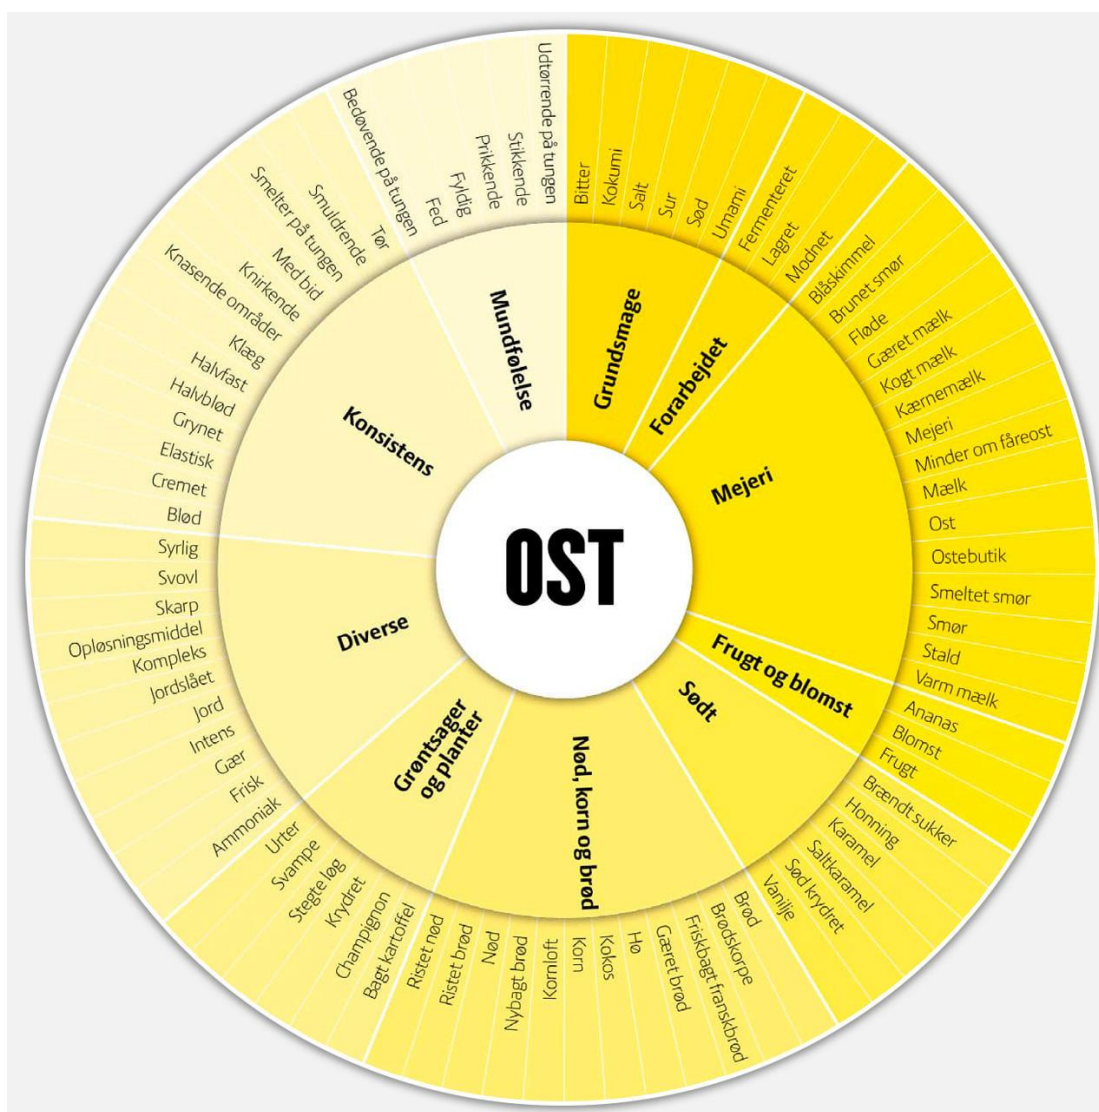 OST
Grundsmage
Bitter
Kokumi
Salt
Sur
Sød
Umami
Forarbejdet
Fermenteret
Lagret
Modnet
Mejeri
Blåskimmel
Brunet smør
Fløde
Gæret mælk
Kogt mælk
Kærnemælk
Mejeri
Minder om fåreost
Mælk
Ost
Ostebutik
Smeltet smør
Smør
Stald
Varm mælk
Frugt og blomst
Ananas
Blomst
Frugt
Sødt
Brændt sukker
Honning
Karamel
Saltkaramel
Sød krydret
Vanilje
Nød, korn og brød
Brød
Brødskorpe
Friskbagt franskbrød
Gæret brød
Hø
Kokos
Korn
Kornloft
Nybagt brød
Nød
Ristet brød
Ristet nød
Grøntsager
og planter
Bagt kartoffel
Champignon
Krydret
Stegte løg
Svampe
Urter
Diverse
Ammoniak
Frisk
Gær
Intens
Jord
Jordslået
Kompleks
Opløsningsmiddel
Skarp
Svovl
Syrlig
Konsistens
Blød
Cremet
Elastisk
Grynet
Halvblød
Halvfast
Klæg
Knasende områder
Knirkende
Med bid
Smelter på tungen
Smuldrende
Tør
Mundfølelse
Bedøvende på tungen
Fed
Fyldig
Prikkende
Stikkende
Udtørrende på tungen